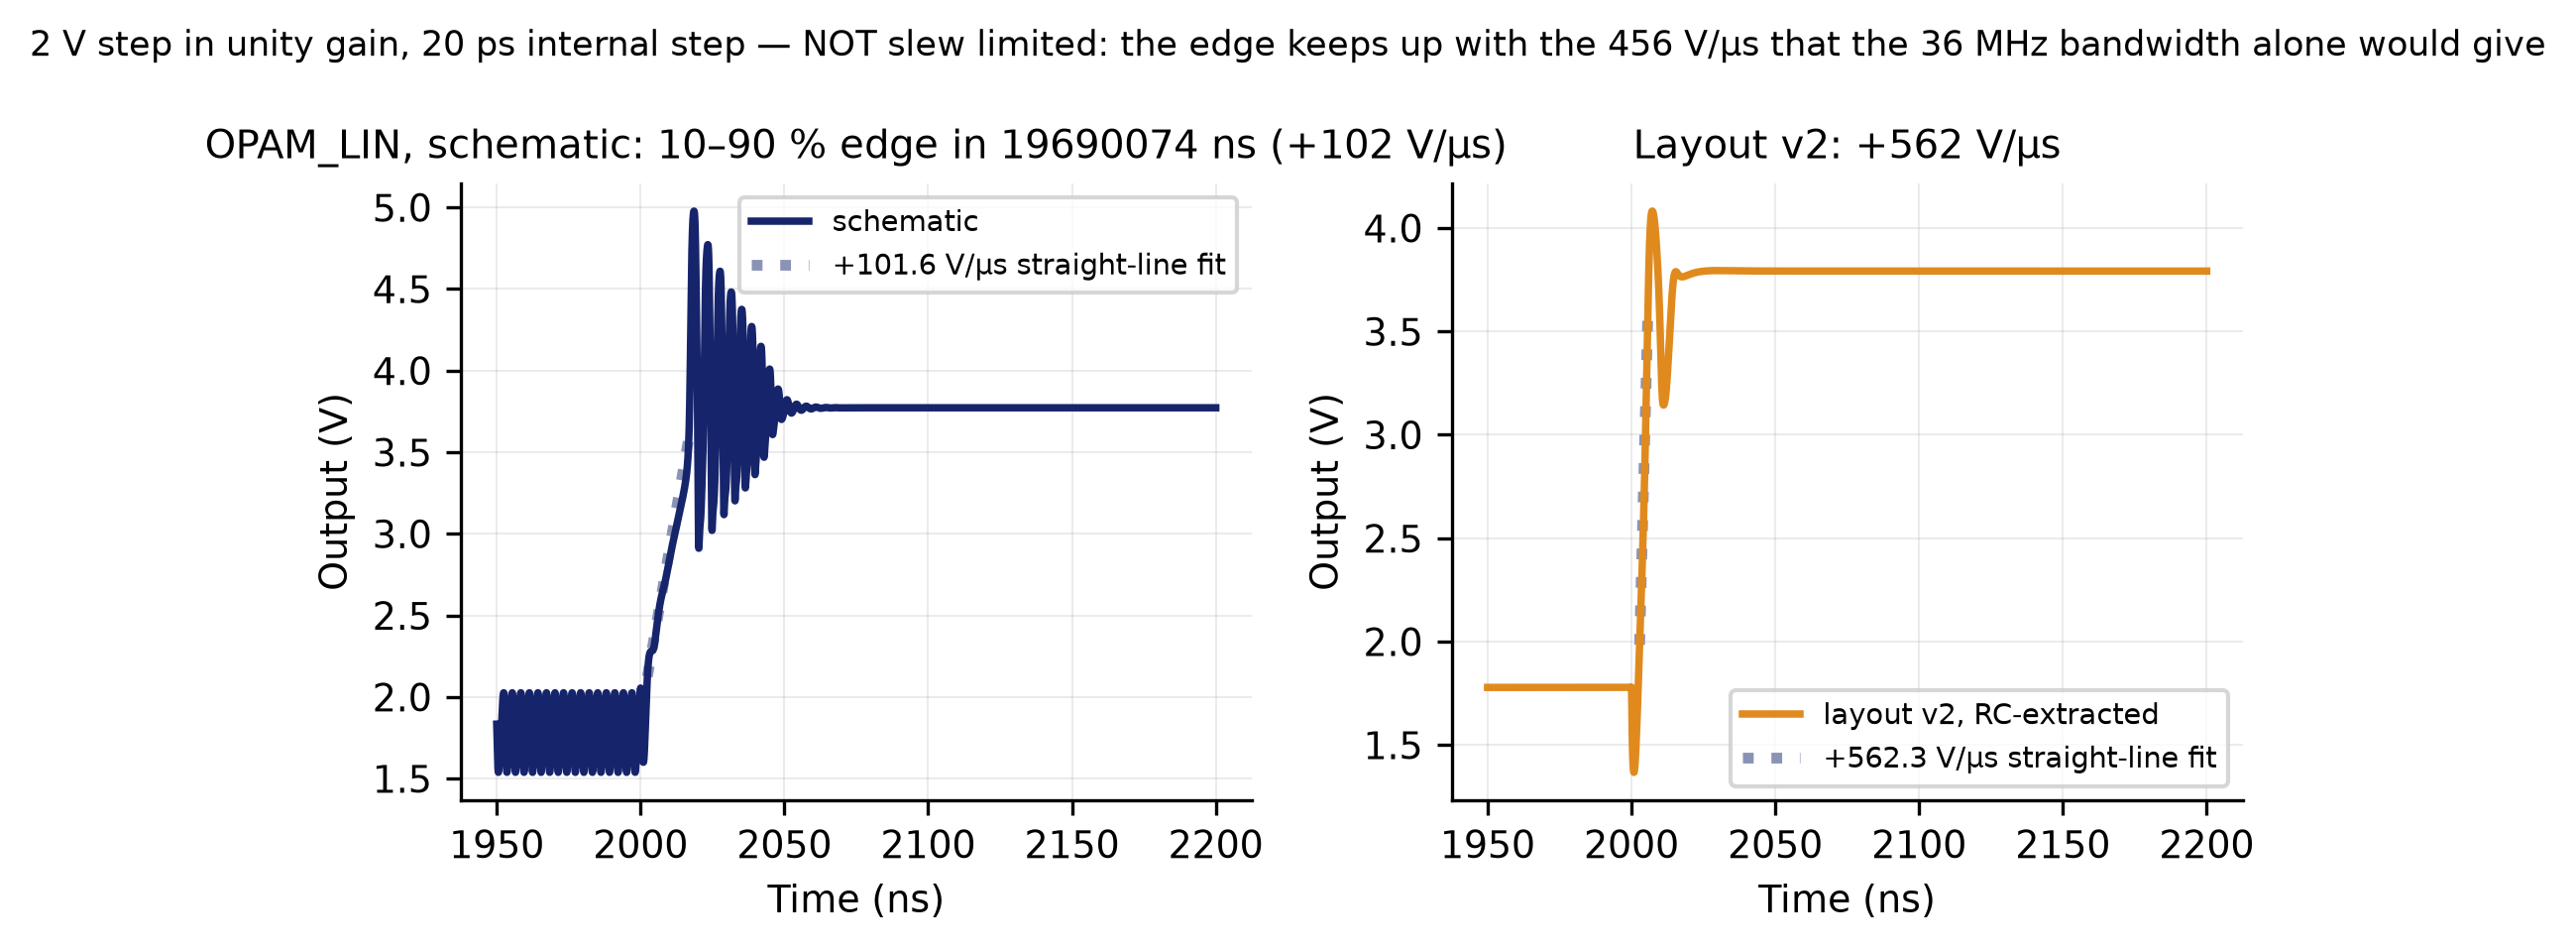 2 V step in unity gain, 20 ps internal step — NOT slew limited: the edge keeps up with the 456 V/µs that the 36 MHz bandwidth alone would give
OPAM_LIN, schematic: 10–90 % edge in 19690074 ns (+102 V/µs)
schematic
+101.6 V/µs straight-line fit
Output (V)
5.0
4.5
4.0
3.5
3.0
2.5
2.0
1.5
1950 2000 2050 2100 2150 2200
Time (ns)
Layout v2: +562 V/µs
Output (V)
4.0
3.5
3.0
2.5
2.0
1.5
layout v2, RC-extracted
+562.3 V/µs straight-line fit
1950 2000 2050 2100 2150 2200
Time (ns)